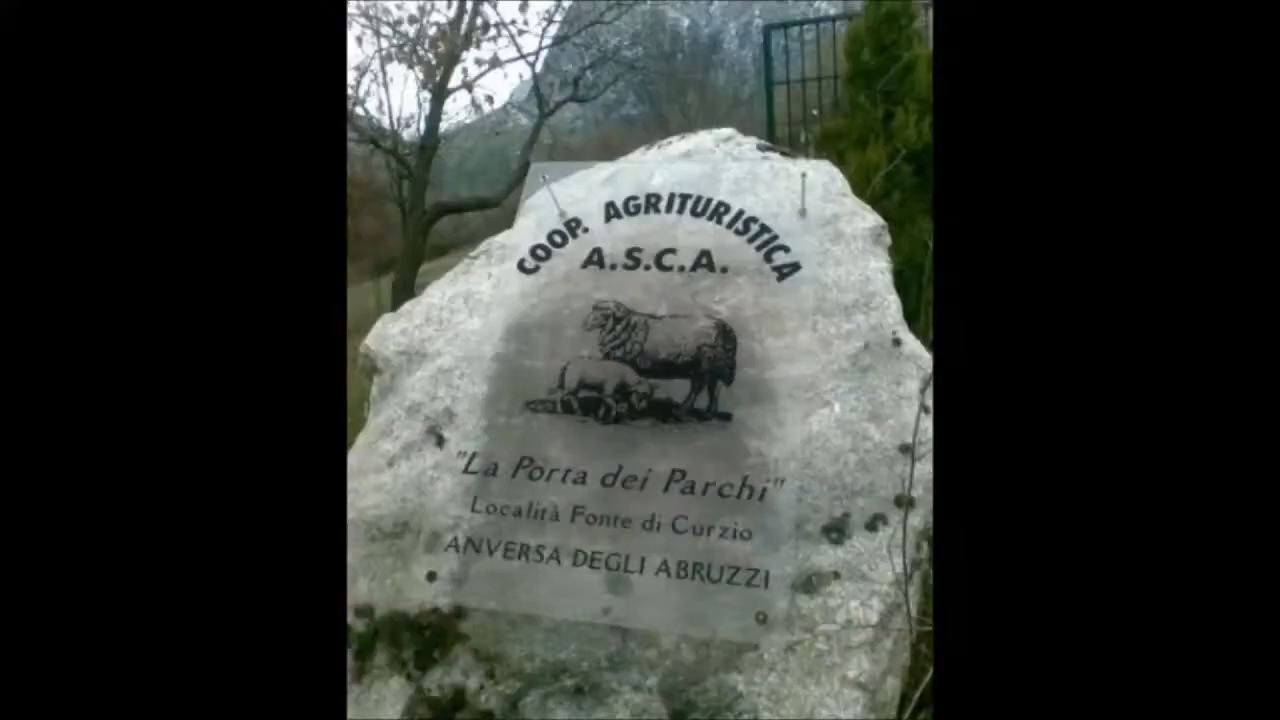 COOP. AGRITURISTICA
A.S.C.A.
"La Porta dei Parchi"
Località Fonte di Curzio
ANVERSA DEGLI ABRUZZI